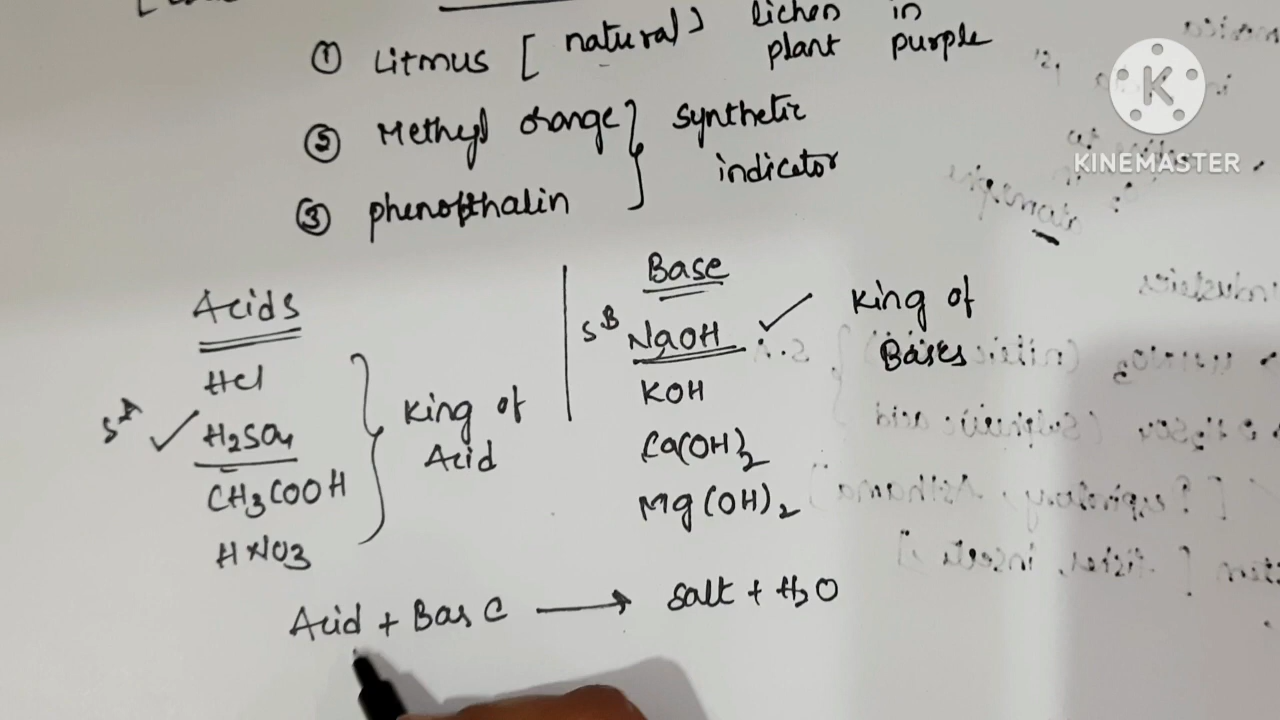 ① Litmus [ natural] lichen in
plant purple
② Methyl orange } synthetic
indicator
③ phenopthalin
Acids
HCl
SA ✓ H2SO4
CH3COOH
HNO3
King of
Acid
Base
SB NaOH ✓
KOH
Ca(OH)2
Mg(OH)2
King of
Bases
Acid + Base → Salt + H2O
K
KINEMASTER